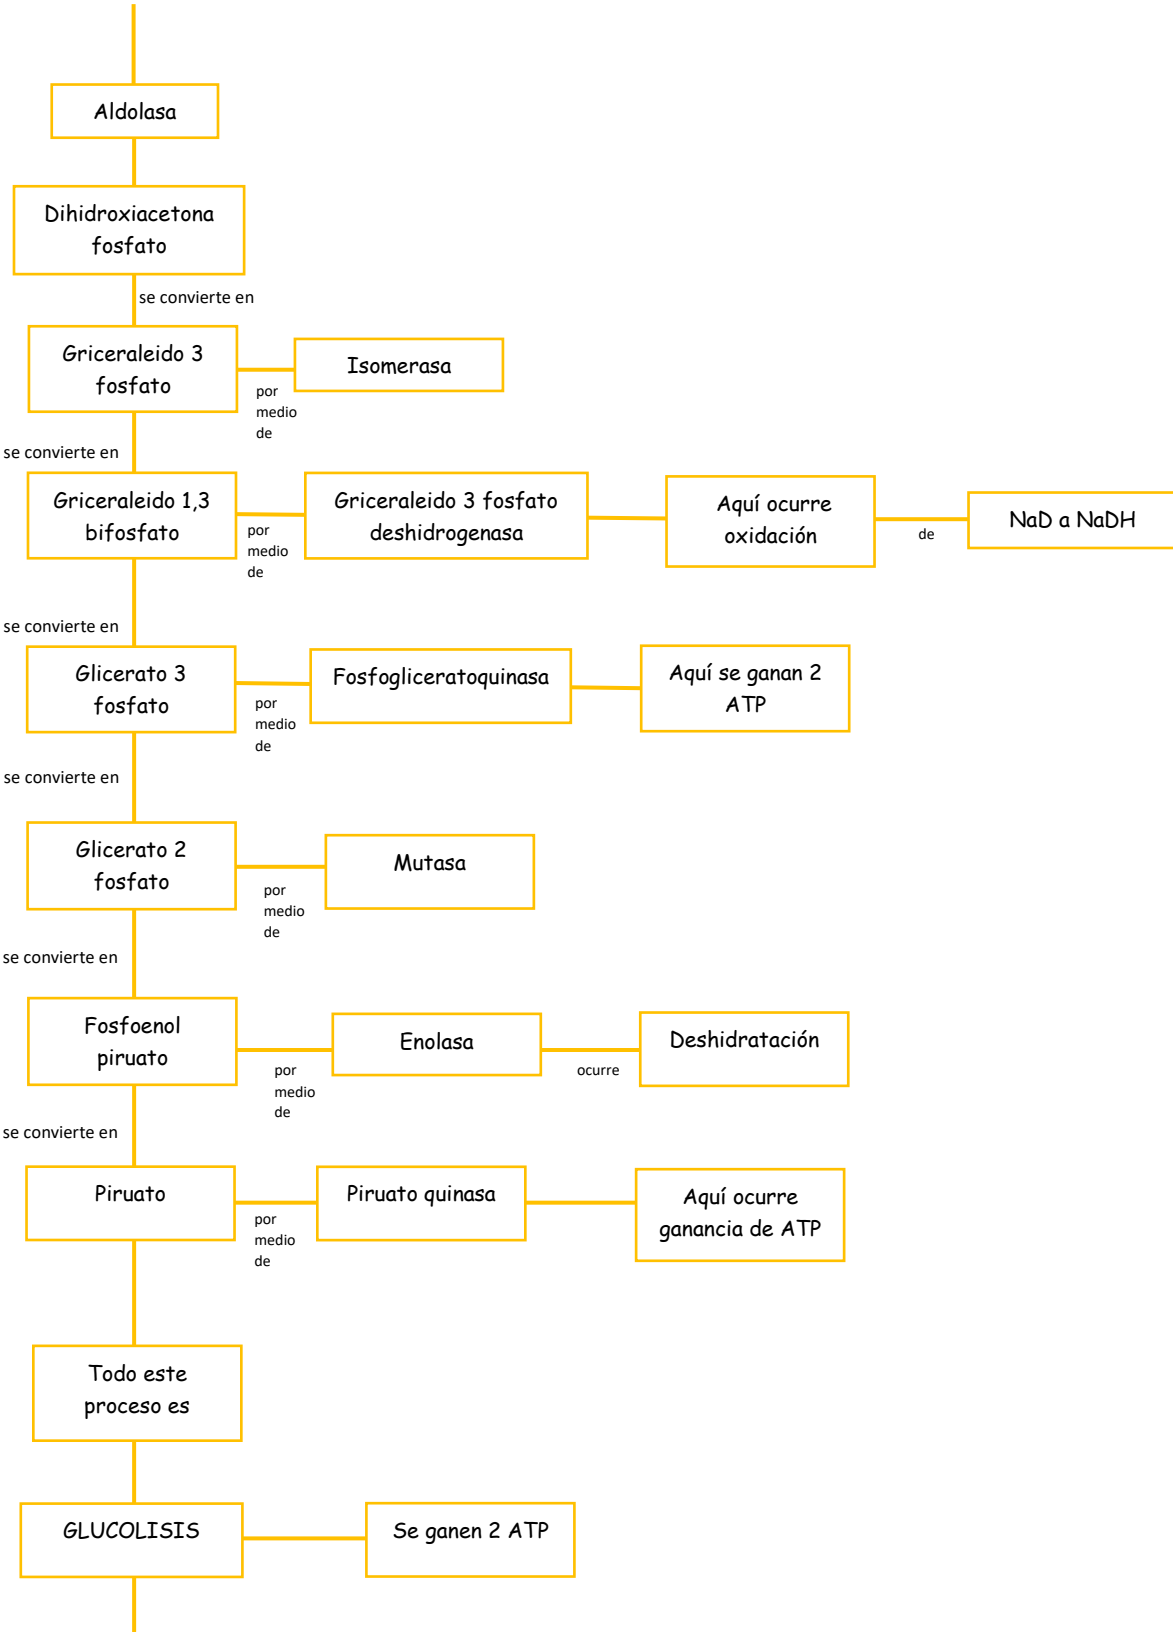 Aldolasa
Dihidroxiacetona
fosfato
se convierte en
Griceraleido 3
fosfato
por
medio
de
Isomerasa
se convierte en
Griceraleido 1,3
bifosfato
por
medio
de
Griceraleido 3 fosfato
deshidrogenasa
Aquí ocurre
oxidación
de
NaD a NaDH
se convierte en
Glicerato 3
fosfato
por
medio
de
Fosfogliceratoquinasa
Aquí se ganan 2
ATP
se convierte en
Glicerato 2
fosfato
por
medio
de
Mutasa
se convierte en
Fosfoenol
piruato
por
medio
de
Enolasa
ocurre
Deshidratación
se convierte en
Piruato
por
medio
de
Piruato quinasa
Aquí ocurre
ganancia de ATP
Todo este
proceso es
GLUCOLISIS
Se ganen 2 ATP